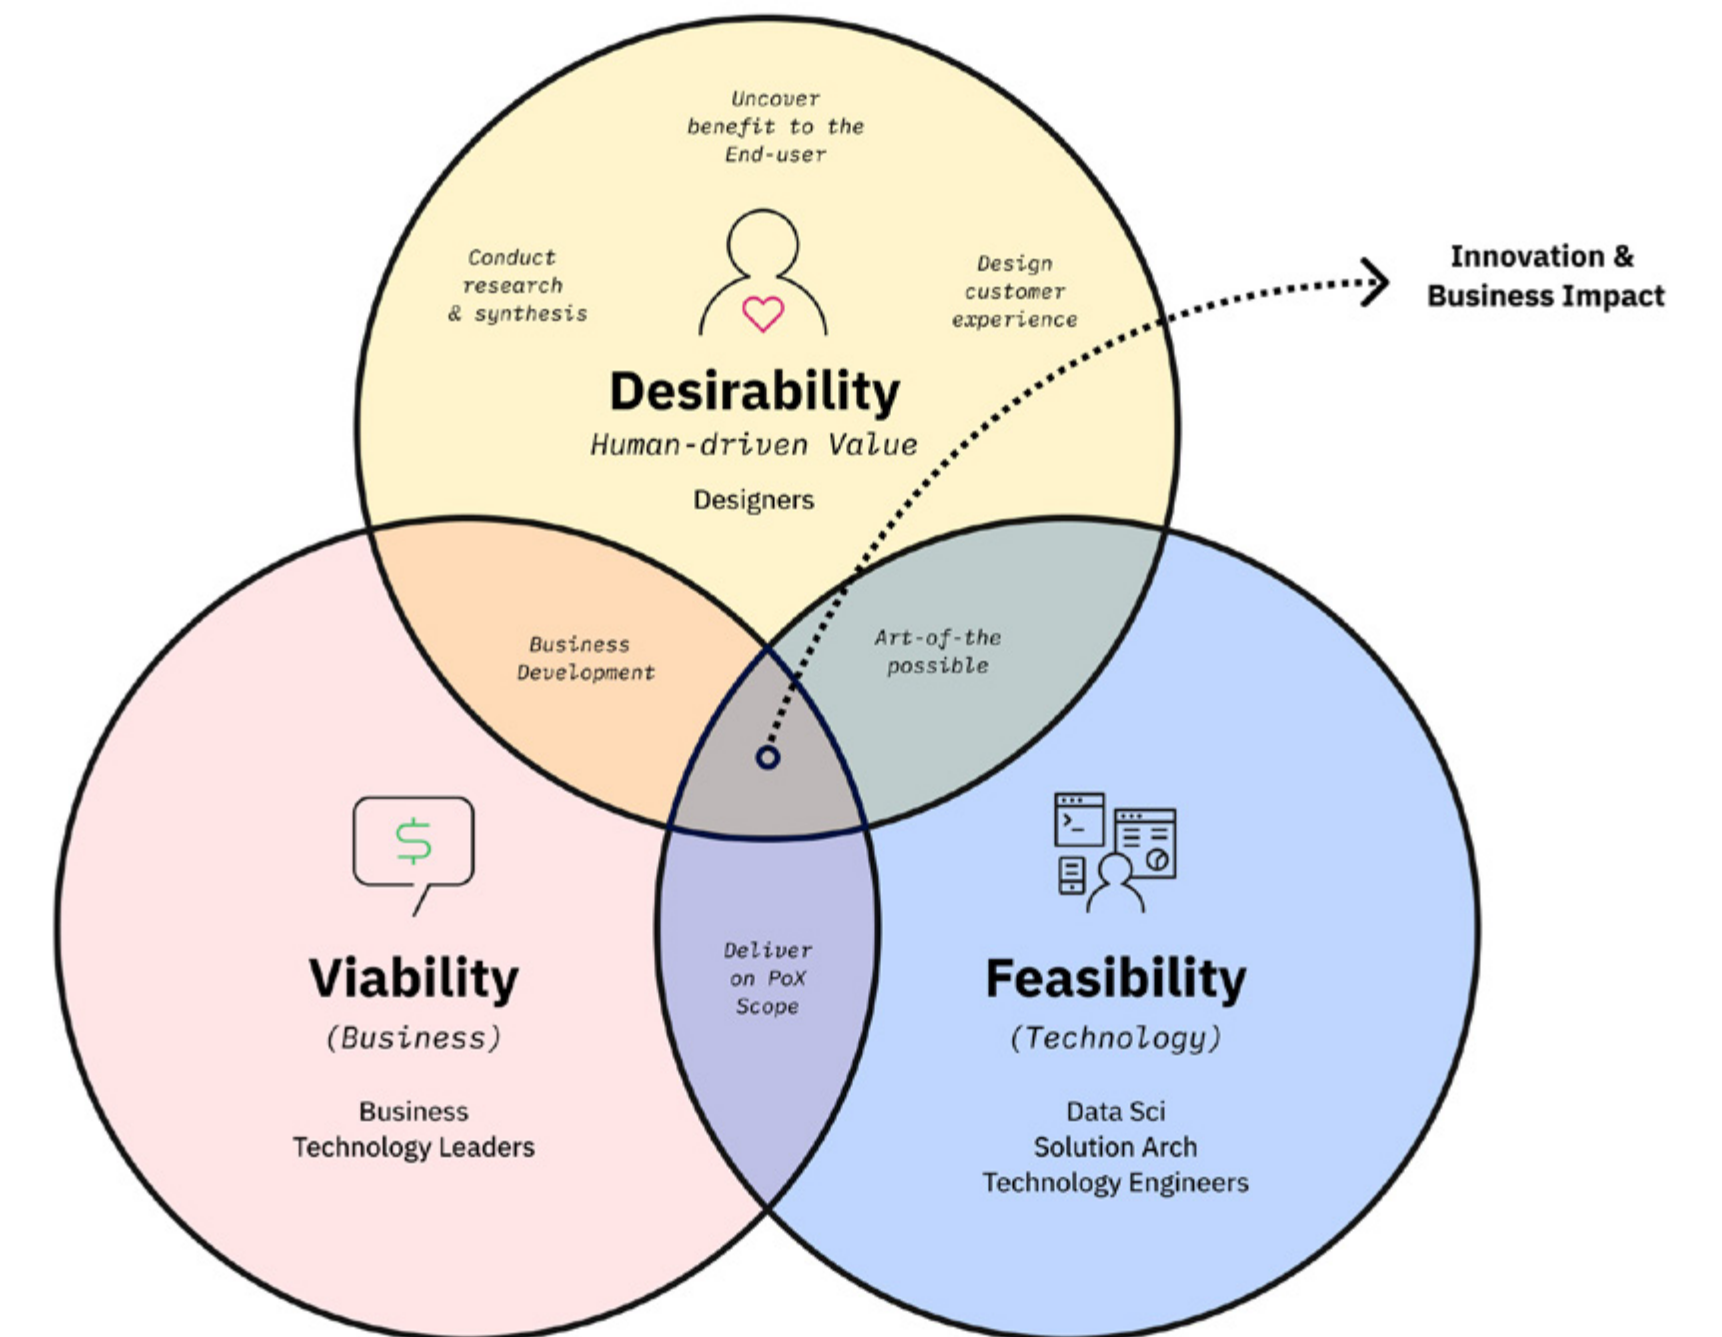 Uncover
benefit to the
End-user
Conduct
research
& synthesis
Design
customer
experience
Innovation &
Business Impact
Desirability
Human-driven Value
Designers
Business
Development
Art-of-the
possible
$
>_
Deliver
on PoX
Scope
Viability
(Business)
Business
Technology Leaders
Feasibility
(Technology)
Data Sci
Solution Arch
Technology Engineers